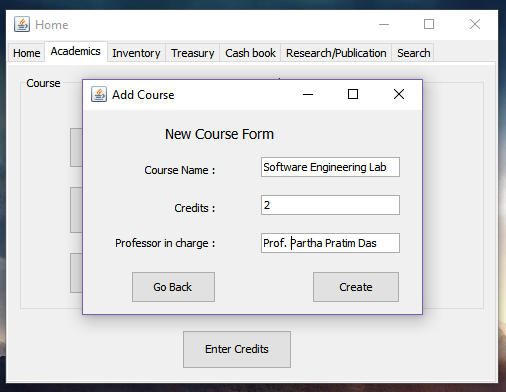 Home
Home Academics Inventory Treasury Cash book Research/Publication Search
Course
Add Course
New Course Form
Course Name : Software Engineering Lab
Credits : 2
Professor in charge : Prof. Partha Pratim Das
Go Back Create
Enter Credits